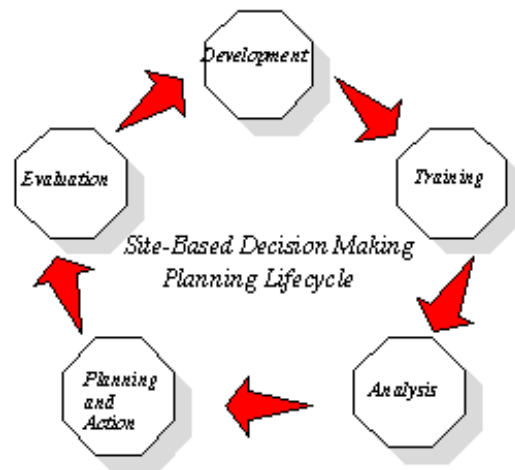 Development
Evaluation
Training
Site-Based Decision Making
Planning Lifecycle
Planning
and
Action
Analysis